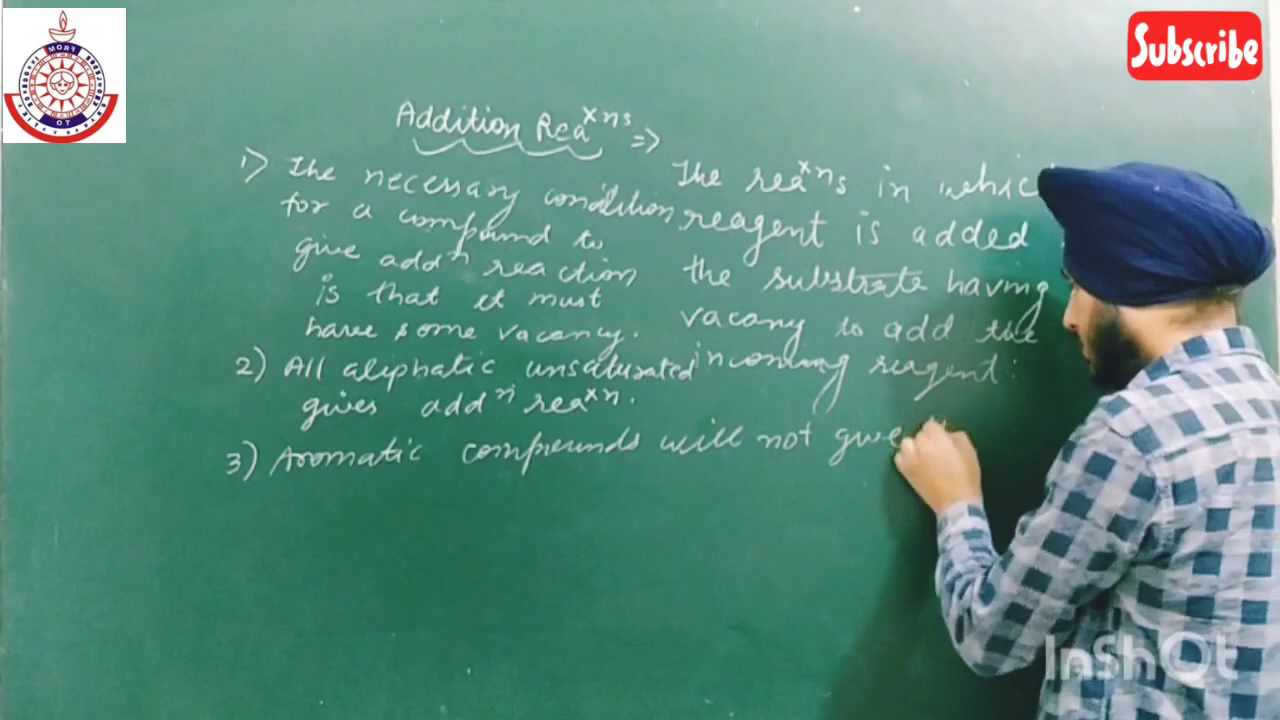 Subscribe
Addition Reaxns =>
The reaxns in whic
reagent is added
the substrate having
vacany to add the
incoming reagent.
1) The necessary condition
for a compound to
give addn reaction
is that it must
have some vacancy.
2) All aliphatic unsaturated
gives addn reaxn.
3) Aromatic compounds will not give
InShOt